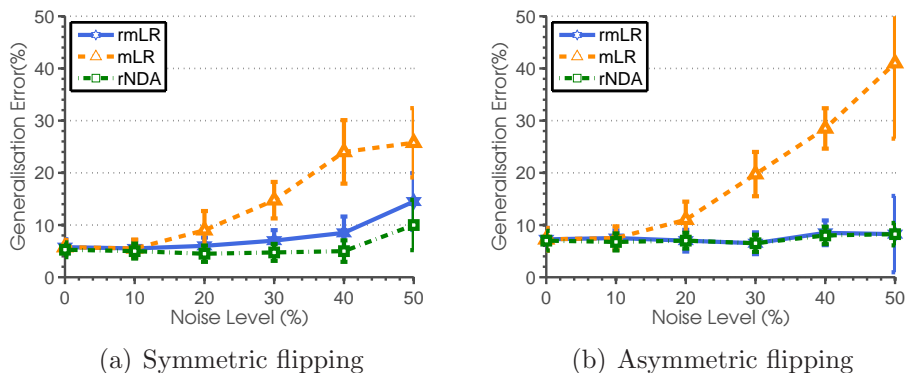 50
40
30
20
10
0
Generalisation Error(%)
rmLR
mLR
rNDA
0 10 20 30 40 50
Noise Level (%)
(a) Symmetric flipping
50
40
30
20
10
0
Generalisation Error(%)
rmLR
mLR
rNDA
0 10 20 30 40 50
Noise Level (%)
(b) Asymmetric flipping